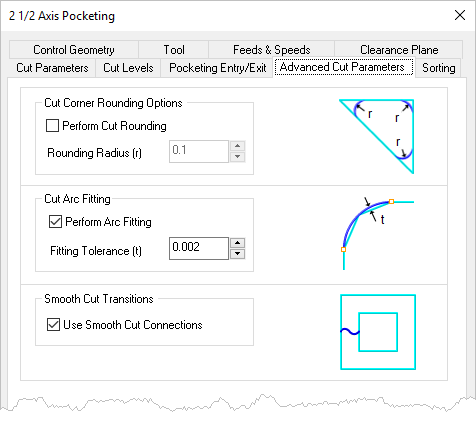 2 1/2 Axis Pocketing
Control Geometry Tool Feeds & Speeds Clearance Plane
Cut Parameters Cut Levels Pocketing Entry/Exit Advanced Cut Parameters Sorting
Cut Corner Rounding Options
Perform Cut Rounding
Rounding Radius (r) 0.1
r r
r
Cut Arc Fitting
Perform Arc Fitting
Fitting Tolerance (t) 0.002
t
Smooth Cut Transitions
Use Smooth Cut Connections